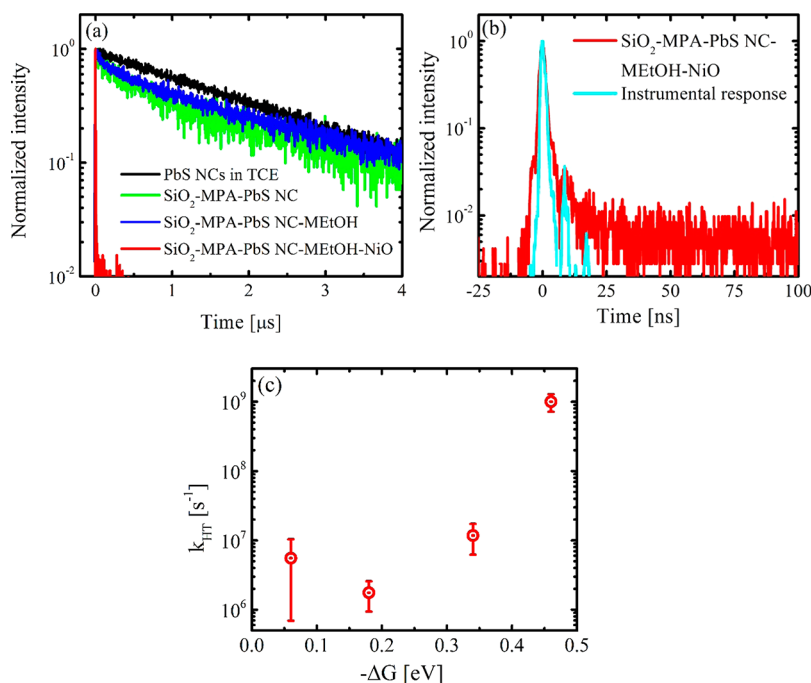 (a)
Normalized intensity
10⁰
10⁻¹
10⁻²
PbS NCs in TCE
SiO₂-MPA-PbS NC
SiO₂-MPA-PbS NC-MEtOH
SiO₂-MPA-PbS NC-MEtOH-NiO
0 1 2 3 4
Time [μs]
(b)
Normalized intensity
10⁰
10⁻¹
10⁻²
SiO₂-MPA-PbS NC-
MEtOH-NiO
Instrumental response
-25 0 25 50 75 100
Time [ns]
(c)
k_HT [s⁻¹]
10⁹
10⁸
10⁷
10⁶
0.0 0.1 0.2 0.3 0.4 0.5
-ΔG [eV]